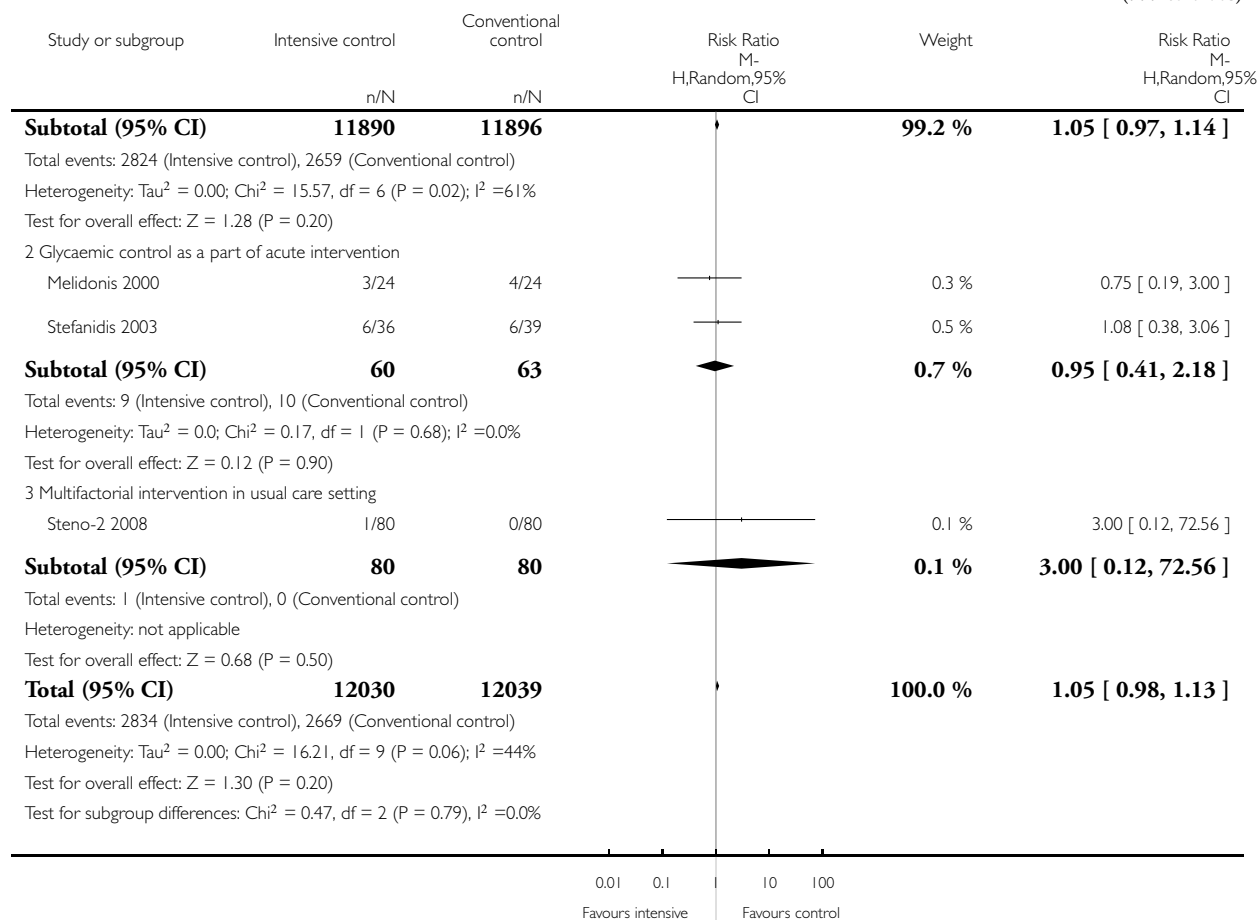 Study or subgroup Intensive control Conventional control Risk Ratio Weight Risk Ratio
M-H,Random,95% CI M-H,Random,95% CI
n/N n/N
Subtotal (95% CI) 11890 11896 99.2 % 1.05 [ 0.97, 1.14 ]
Total events: 2824 (Intensive control), 2659 (Conventional control)
Heterogeneity: Tau² = 0.00; Chi² = 15.57, df = 6 (P = 0.02); I² =61%
Test for overall effect: Z = 1.28 (P = 0.20)
2 Glycaemic control as a part of acute intervention
Melidonis 2000 3/24 4/24 0.3 % 0.75 [ 0.19, 3.00 ]
Stefanidis 2003 6/36 6/39 0.5 % 1.08 [ 0.38, 3.06 ]
Subtotal (95% CI) 60 63 0.7 % 0.95 [ 0.41, 2.18 ]
Total events: 9 (Intensive control), 10 (Conventional control)
Heterogeneity: Tau² = 0.0; Chi² = 0.17, df = 1 (P = 0.68); I² =0.0%
Test for overall effect: Z = 0.12 (P = 0.90)
3 Multifactorial intervention in usual care setting
Steno-2 2008 1/80 0/80 0.1 % 3.00 [ 0.12, 72.56 ]
Subtotal (95% CI) 80 80 0.1 % 3.00 [ 0.12, 72.56 ]
Total events: 1 (Intensive control), 0 (Conventional control)
Heterogeneity: not applicable
Test for overall effect: Z = 0.68 (P = 0.50)
Total (95% CI) 12030 12039 100.0 % 1.05 [ 0.98, 1.13 ]
Total events: 2834 (Intensive control), 2669 (Conventional control)
Heterogeneity: Tau² = 0.00; Chi² = 16.21, df = 9 (P = 0.06); I² =44%
Test for overall effect: Z = 1.30 (P = 0.20)
Test for subgroup differences: Chi² = 0.47, df = 2 (P = 0.79), I² =0.0%
0.01 0.1 1 10 100
Favours intensive Favours control